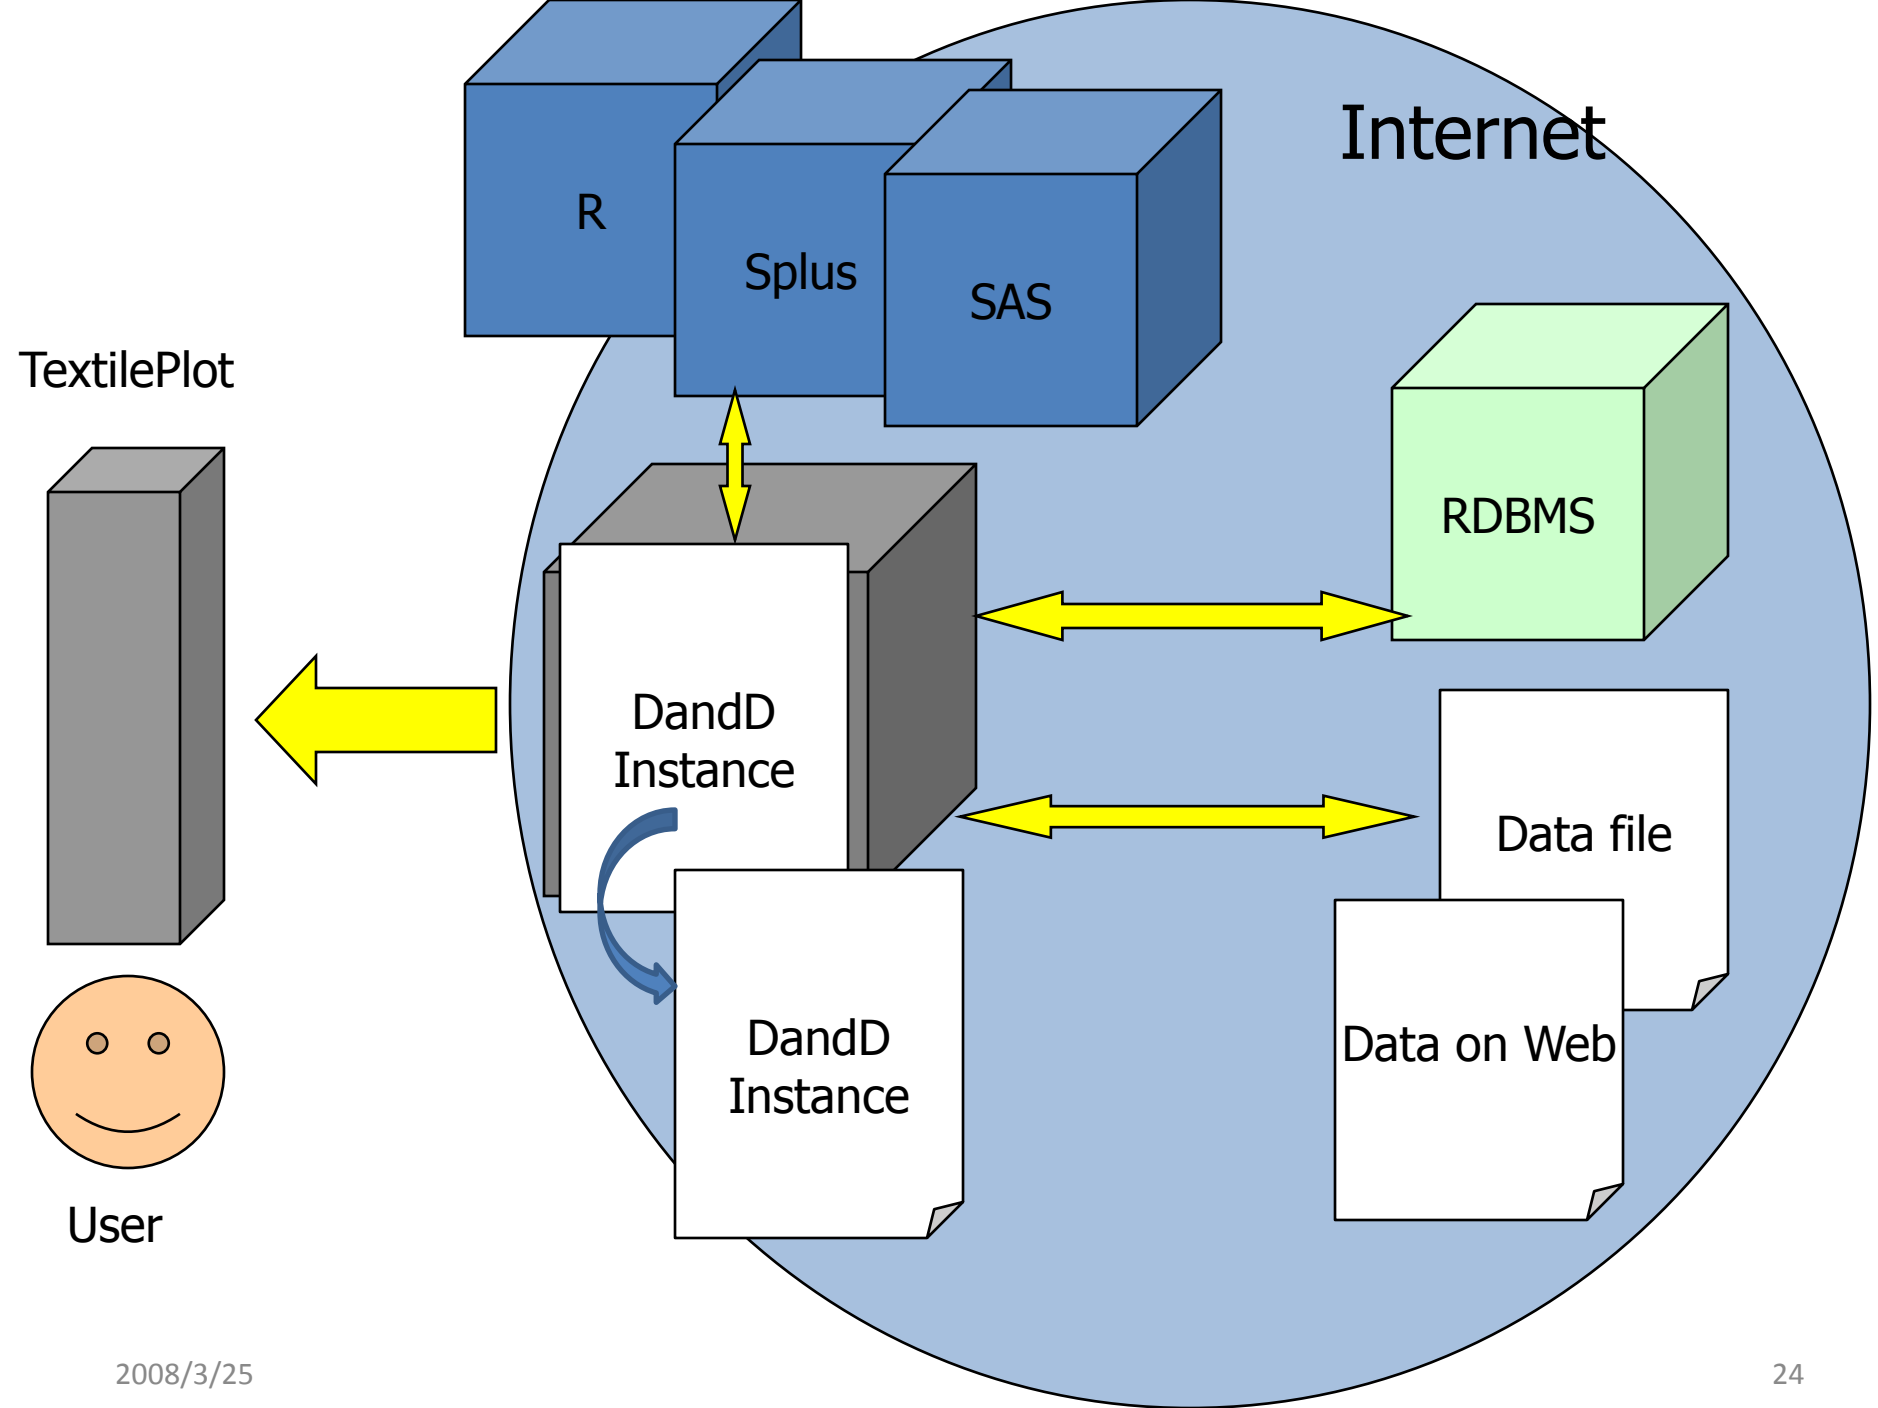 Internet
R
Splus
SAS
TextilePlot
RDBMS
DandD
Instance
Data file
DandD
Instance
Data on Web
User
2008/3/25
24